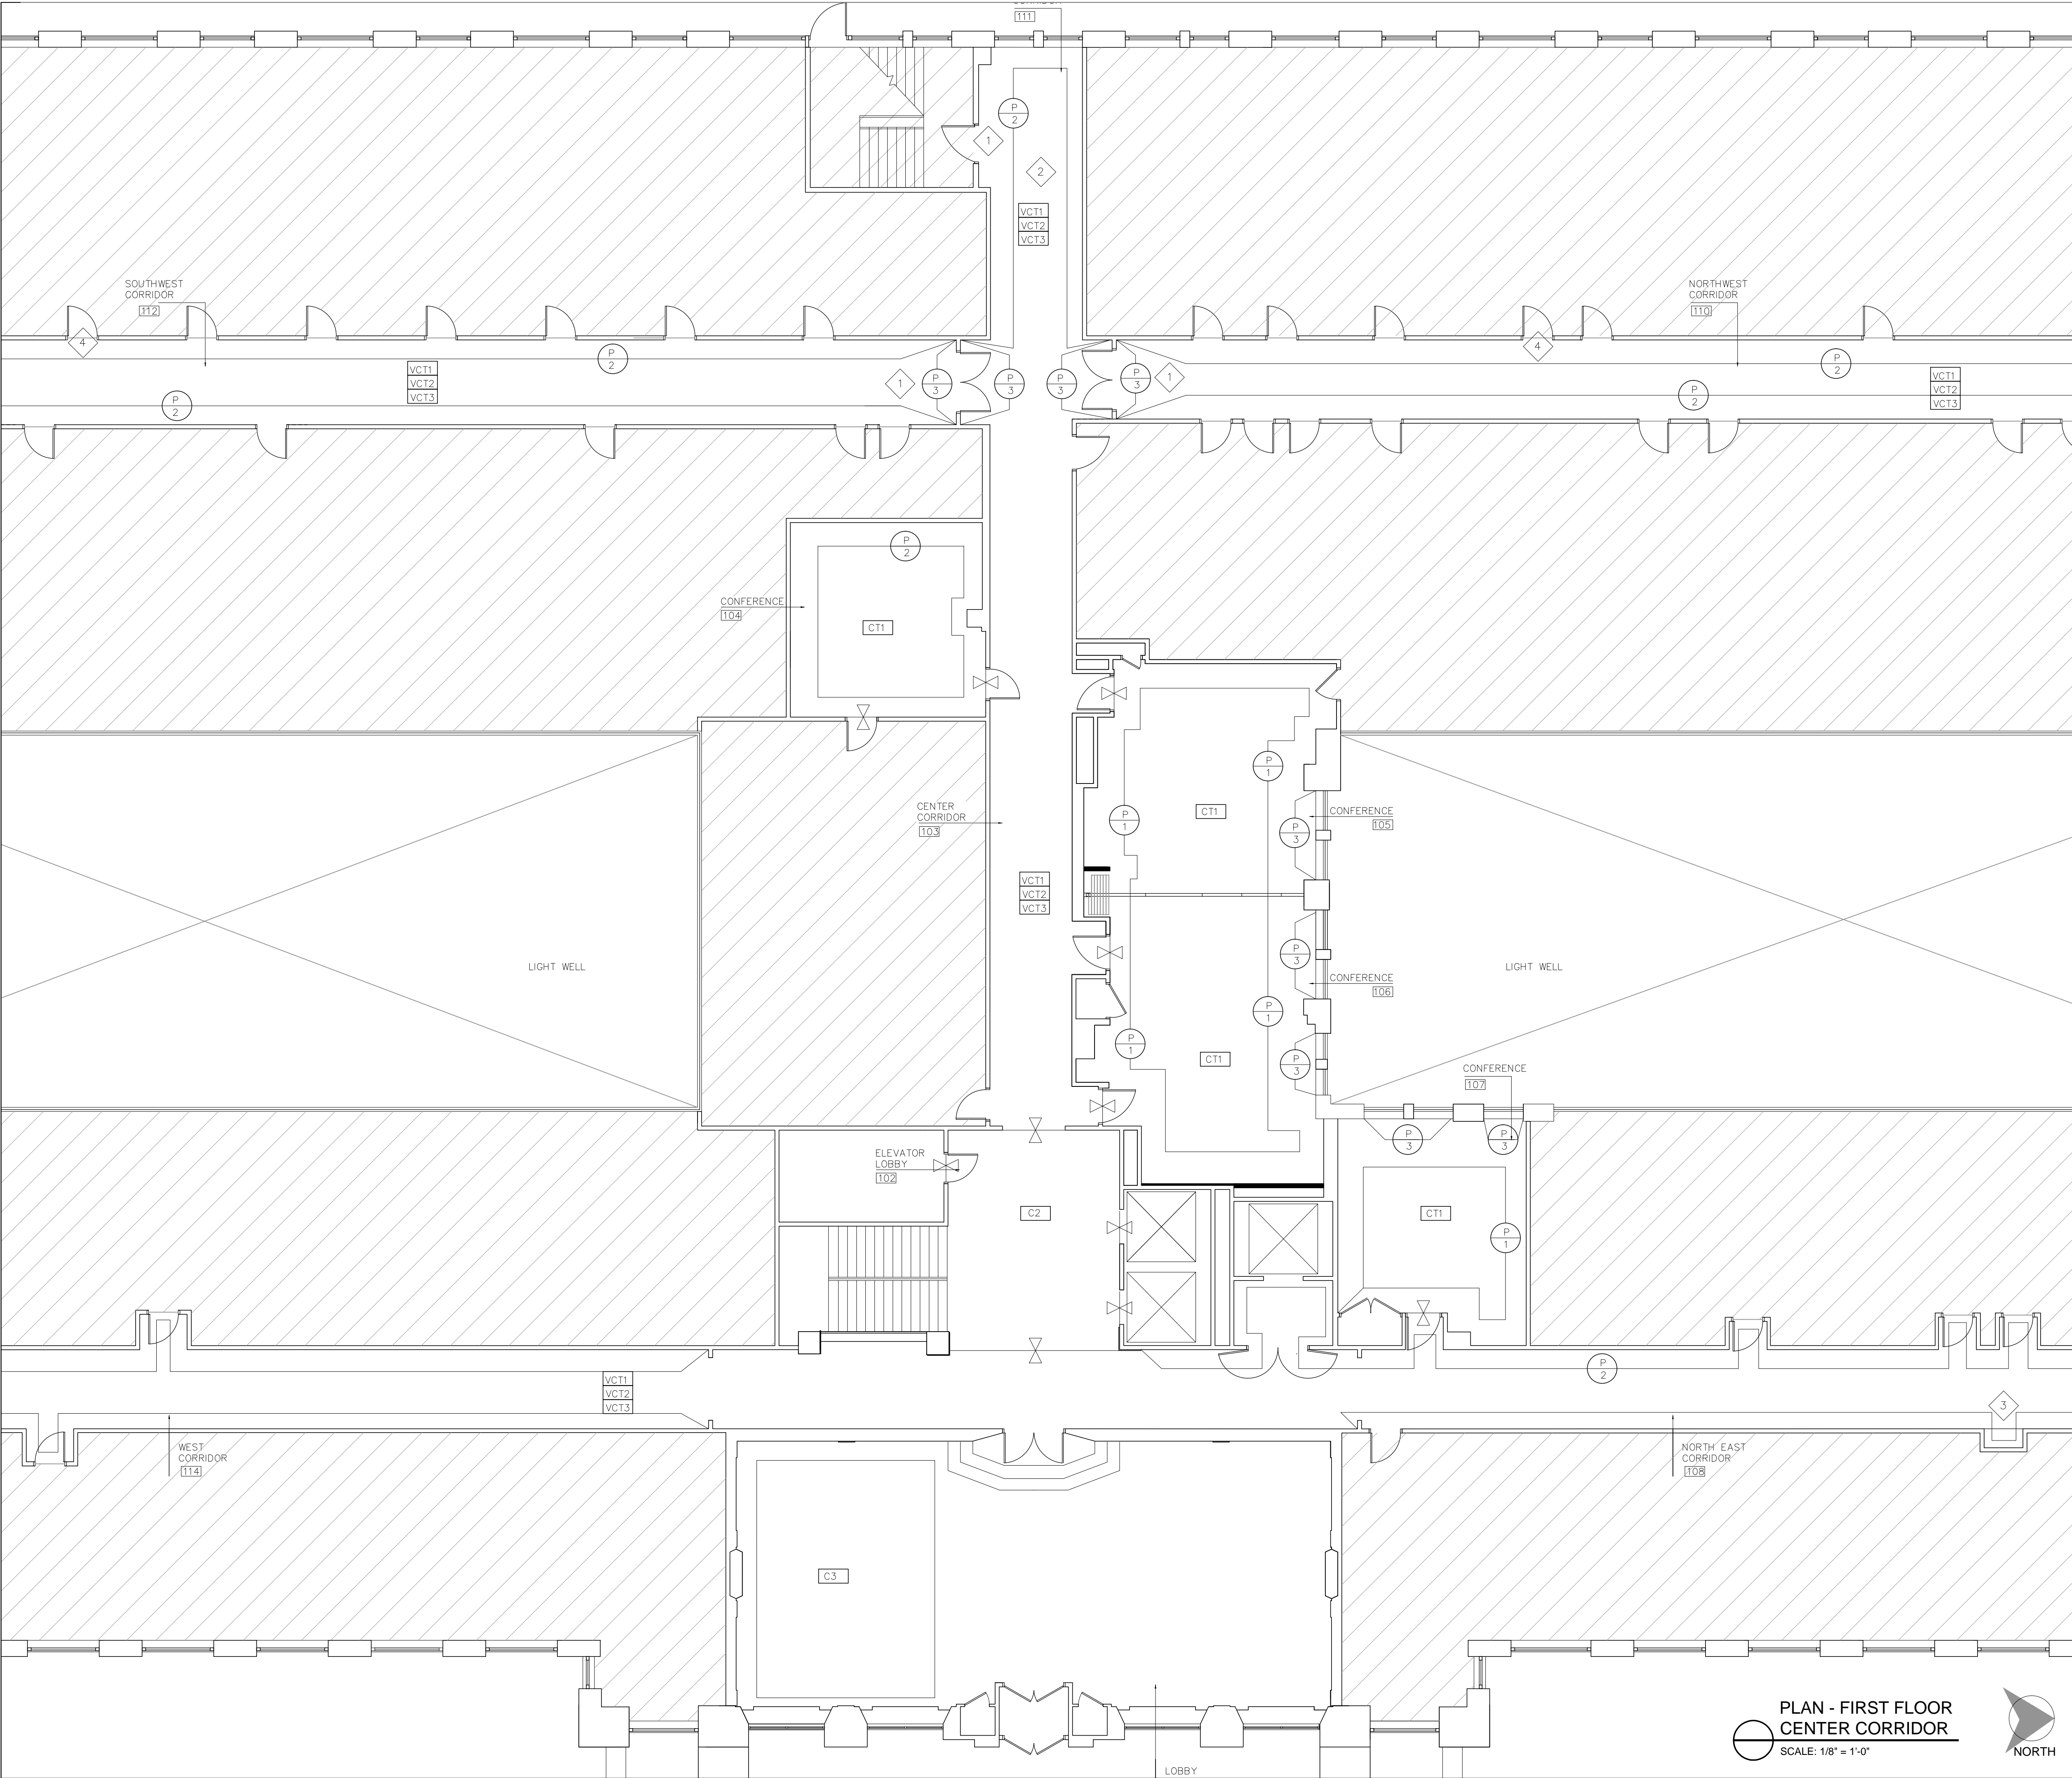 111
P
2
1
2
VCT1
VCT2
VCT3
SOUTHWEST
CORRIDOR
112
NORTHWEST
CORRIDOR
110
4
P
2
VCT1
VCT2
VCT3
P
2
1
P
3
P
3
P
3
P
3
1
4
P
2
P
2
VCT1
VCT2
VCT3
P
2
CONFERENCE
104
CT1
CENTER
CORRIDOR
103
P
1
P
1
CT1
P
3
CONFERENCE
105
VCT1
VCT2
VCT3
LIGHT WELL
P
3
CONFERENCE
106
LIGHT WELL
P
1
P
1
CT1
P
3
CONFERENCE
107
P
3
P
3
ELEVATOR
LOBBY
102
C2
CT1
P
1
P
2
VCT1
VCT2
VCT3
3
WEST
CORRIDOR
114
NORTH EAST
CORRIDOR
108
C3
LOBBY
PLAN - FIRST FLOOR
CENTER CORRIDOR
SCALE: 1/8" = 1'-0"
NORTH